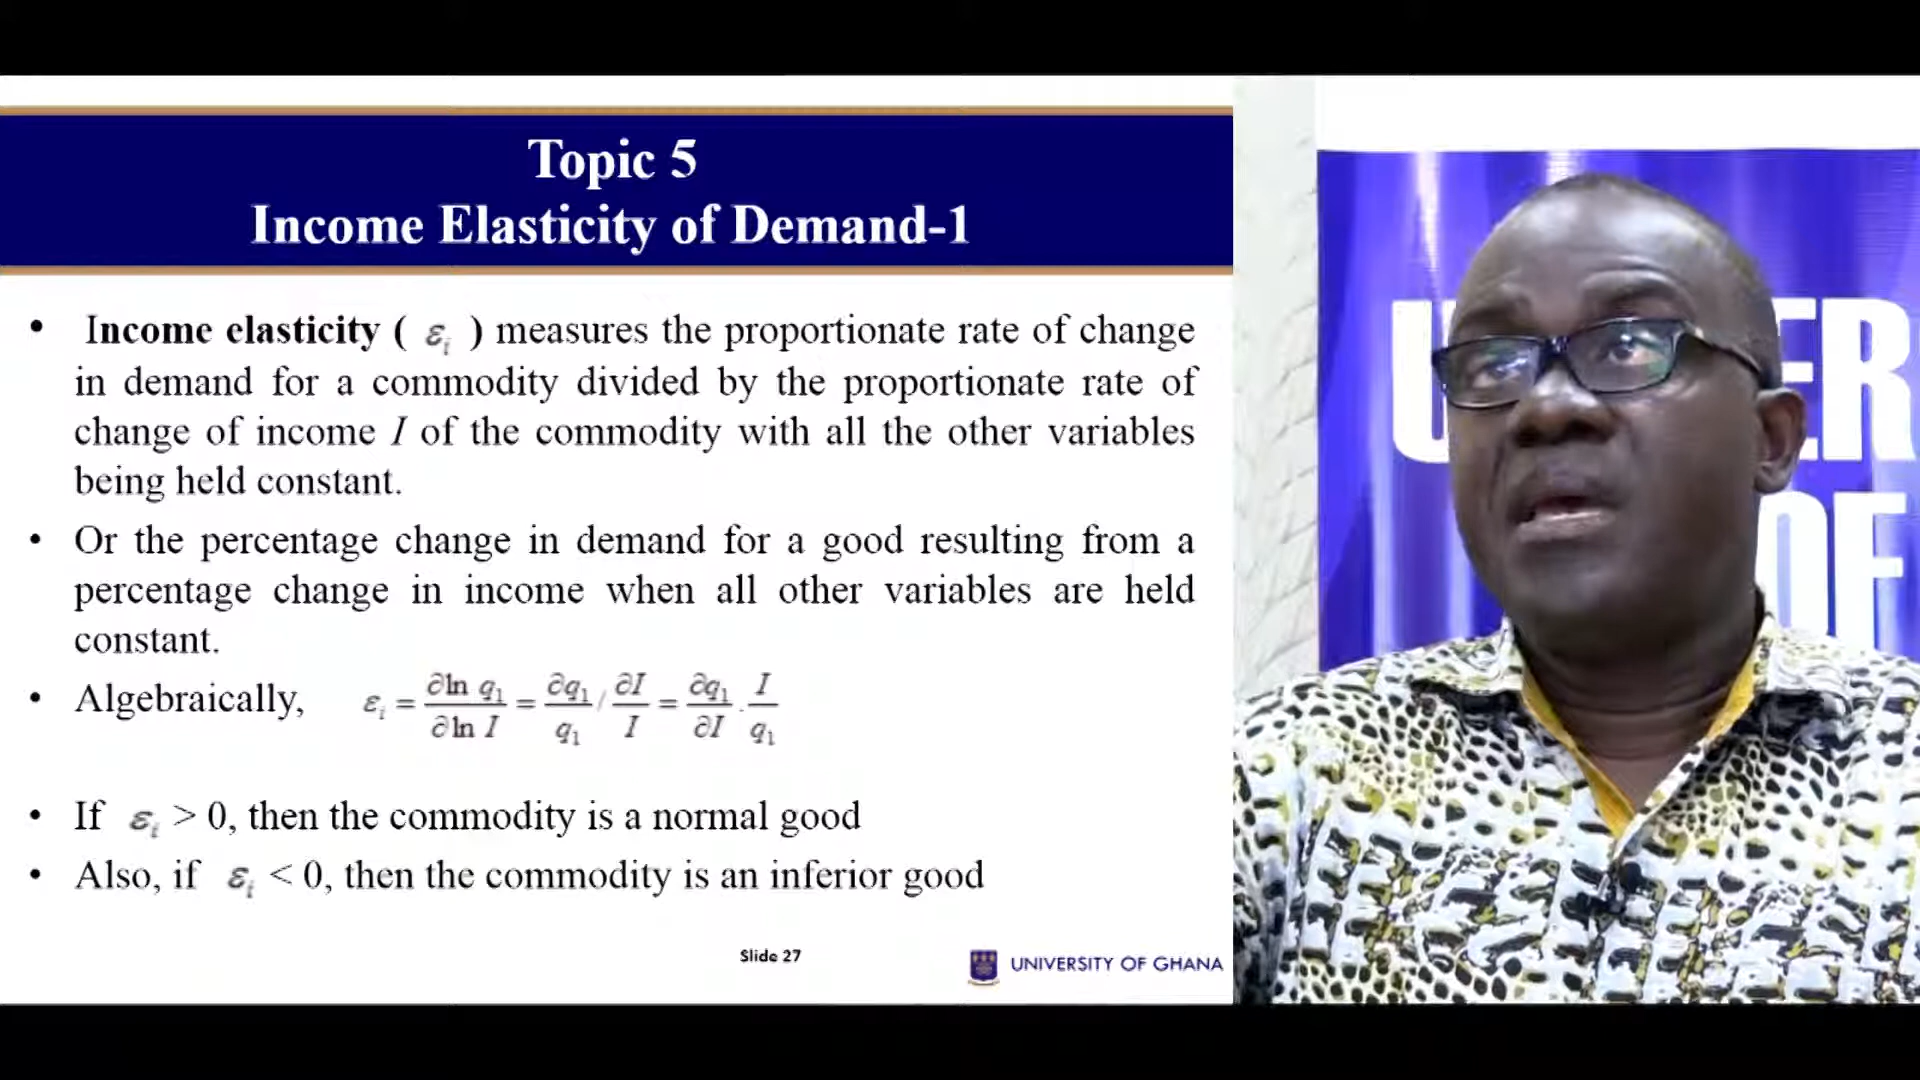 Topic 5
Income Elasticity of Demand-1
• Income elasticity ( εᵢ ) measures the proportionate rate of change
in demand for a commodity divided by the proportionate rate of
change of income I of the commodity with all the other variables
being held constant.
• Or the percentage change in demand for a good resulting from a
percentage change in income when all other variables are held
constant.
• Algebraically, εᵢ = ∂ln q₁ / ∂ln I = ∂q₁/q₁ / ∂I/I = ∂q₁/∂I . I/q₁
• If εᵢ > 0, then the commodity is a normal good
• Also, if εᵢ < 0, then the commodity is an inferior good
Slide 27
UNIVERSITY OF GHANA
OF